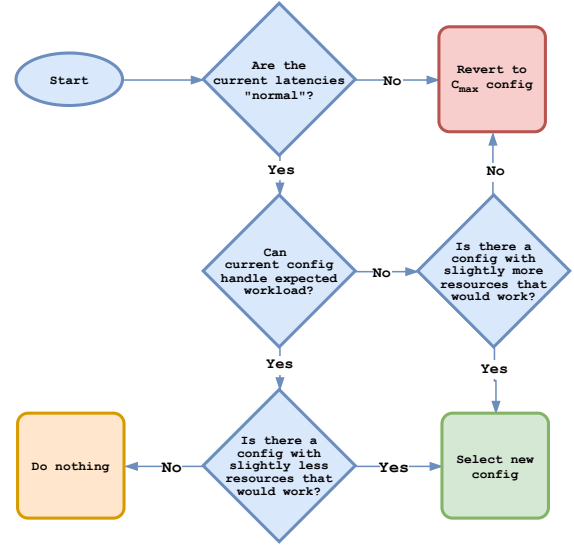 Start
Are the
current latencies
"normal"?
No
Revert to
Cmax config
Yes
No
Can
current config
handle expected
workload?
No
Is there a
config with
slightly more
resources that
would work?
Yes
Yes
Do nothing
No
Is there a
config with
slightly less
resources that
would work?
Yes
Select new
config